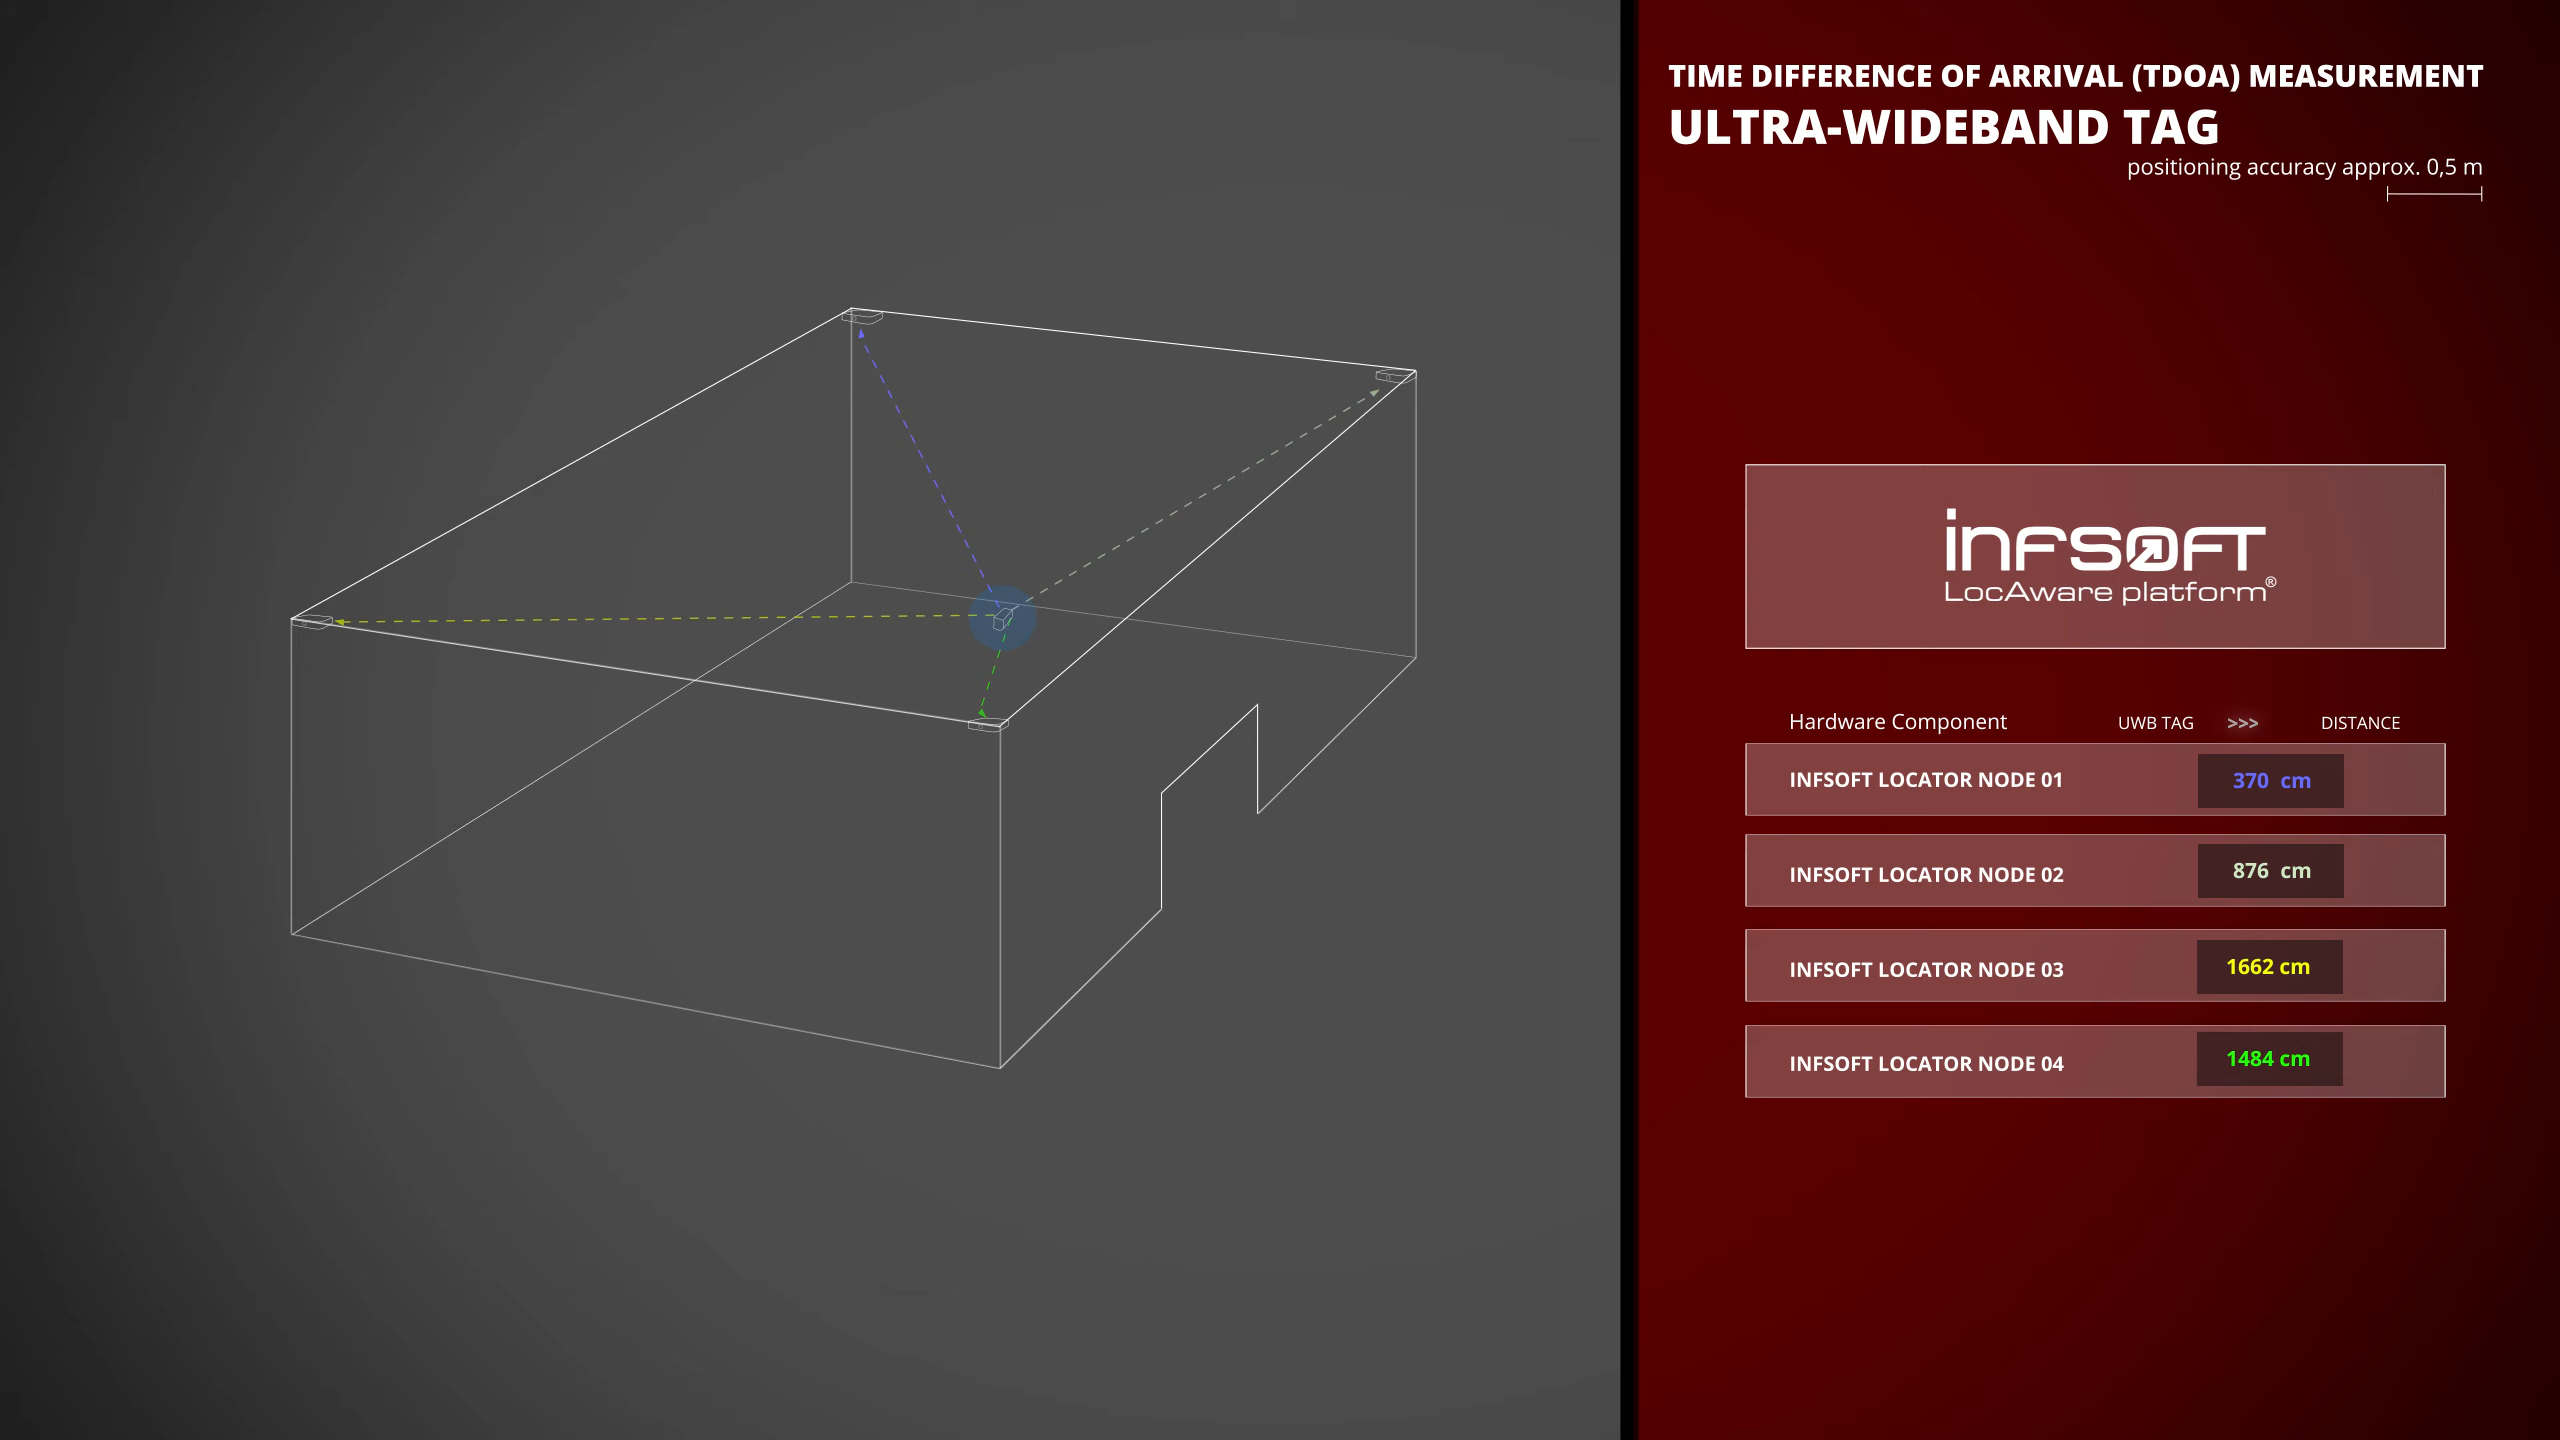 TIME DIFFERENCE OF ARRIVAL (TDOA) MEASUREMENT
ULTRA-WIDEBAND TAG
positioning accuracy approx. 0,5 m
infsoft
LocAware platform®
Hardware Component UWB TAG >>> DISTANCE
INFSOFT LOCATOR NODE 01 370 cm
INFSOFT LOCATOR NODE 02 876 cm
INFSOFT LOCATOR NODE 03 1662 cm
INFSOFT LOCATOR NODE 04 1484 cm